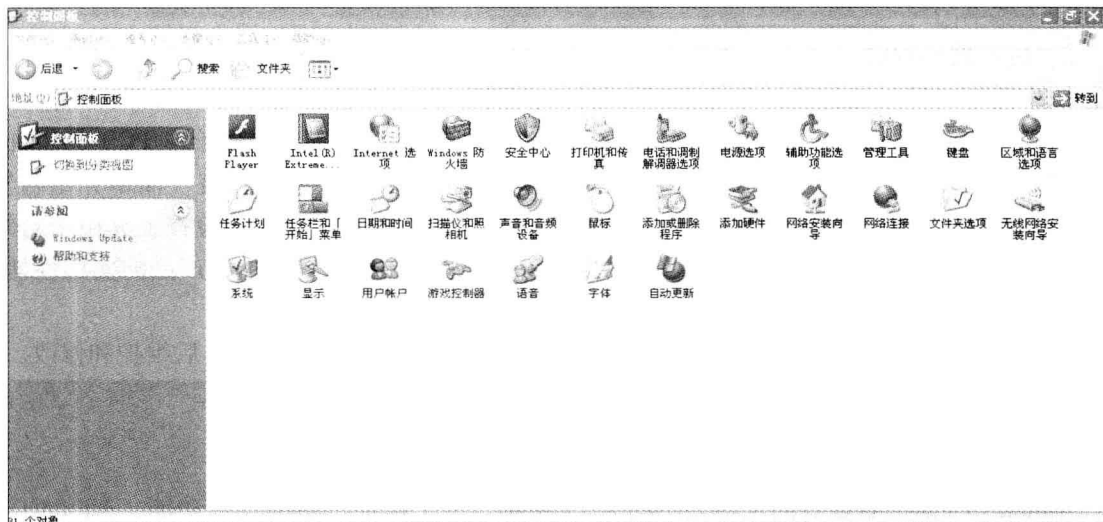 控制面板
后退 搜索 文件夹
地址(D) 控制面板 转到
控制面板
切换到分类视图
请参阅
Windows Update
帮助和支持
Flash
Player
Intel(R)
Extreme...
Internet 选
项
Windows 防
火墙
安全中心
打印机和传
真
电话和调制
解调器选项
电源选项
辅助功能选
项
管理工具
键盘
区域和语言
选项
任务计划
任务栏和「
开始」菜单
日期和时间
扫描仪和照
相机
声音和音频
设备
鼠标
添加或删除
程序
添加硬件
网络安装向
导
网络连接
文件夹选项
无线网络安
装向导
系统
显示
用户帐户
游戏控制器
语音
字体
自动更新
31 个对象